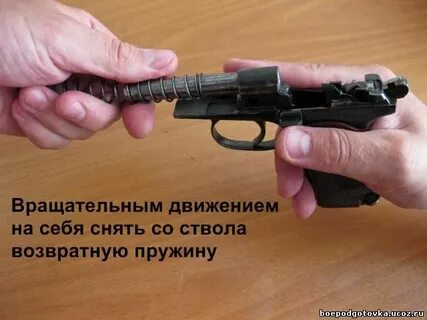 Вращательным движением
на себя снять со ствола
возвратную пружину
boepodgotovka.ucoz.ru